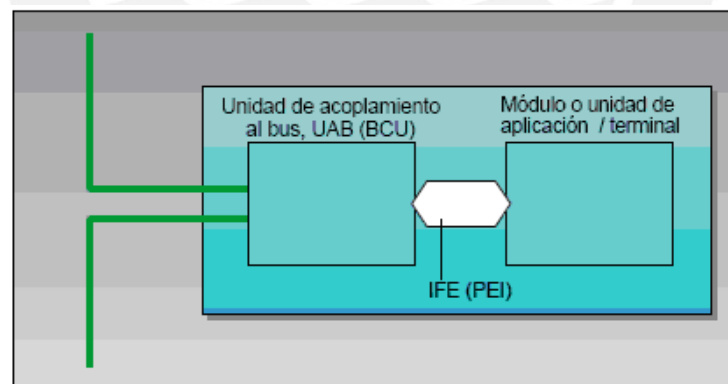 Unidad de acoplamiento
al bus, UAB (BCU)
Módulo o unidad de
aplicación / terminal
IFE (PEI)